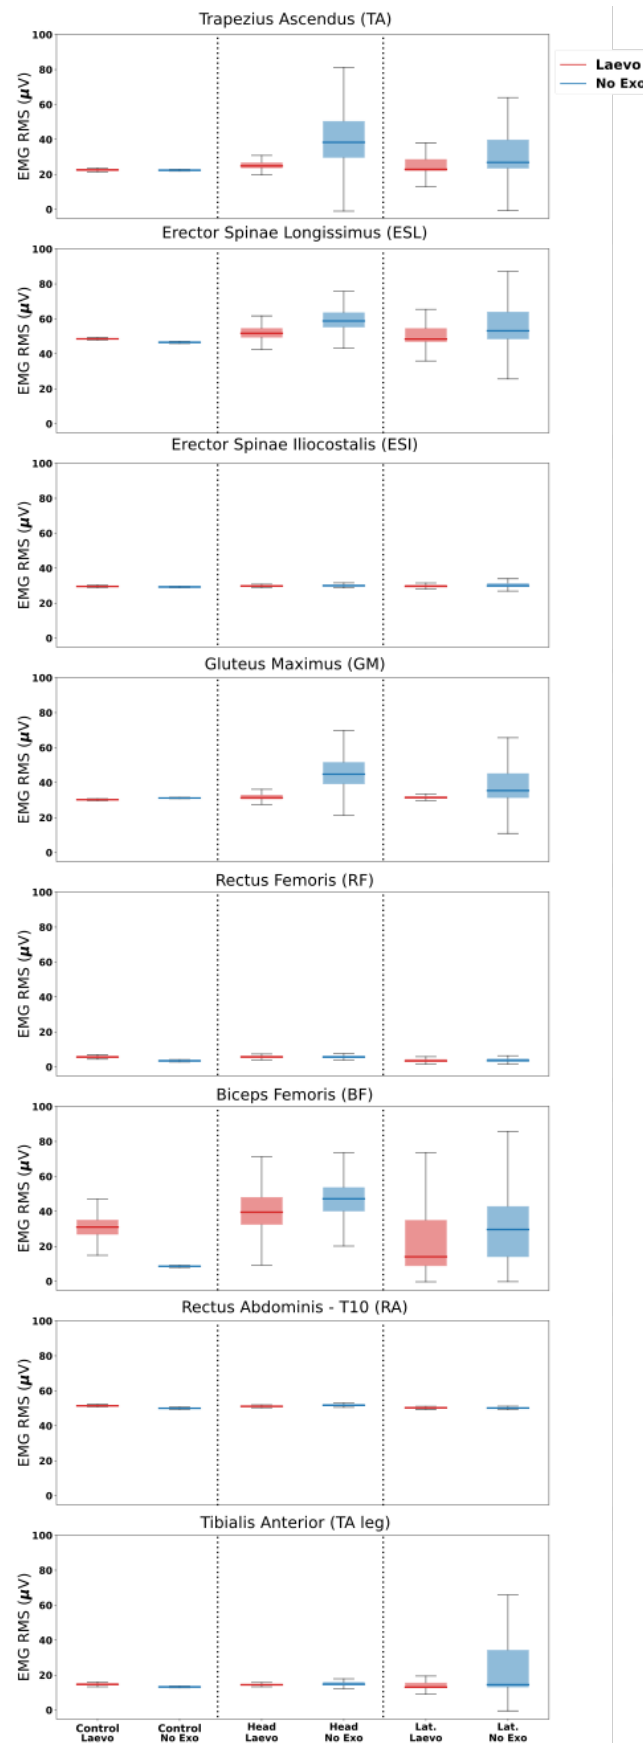 Trapezius Ascendus (TA)
Laevo
No Exo
EMG RMS (μV)
100
80
60
40
20
0
Erector Spinae Longissimus (ESL)
EMG RMS (μV)
100
80
60
40
20
0
Erector Spinae Iliocostalis (ESI)
EMG RMS (μV)
100
80
60
40
20
0
Gluteus Maximus (GM)
EMG RMS (μV)
100
80
60
40
20
0
Rectus Femoris (RF)
EMG RMS (μV)
100
80
60
40
20
0
Biceps Femoris (BF)
EMG RMS (μV)
100
80
60
40
20
0
Rectus Abdominis - T10 (RA)
EMG RMS (μV)
100
80
60
40
20
0
Tibialis Anterior (TA leg)
EMG RMS (μV)
100
80
60
40
20
0
Control Control Head Head Lat. Lat.
Laevo No Exo Laevo No Exo Laevo No Exo